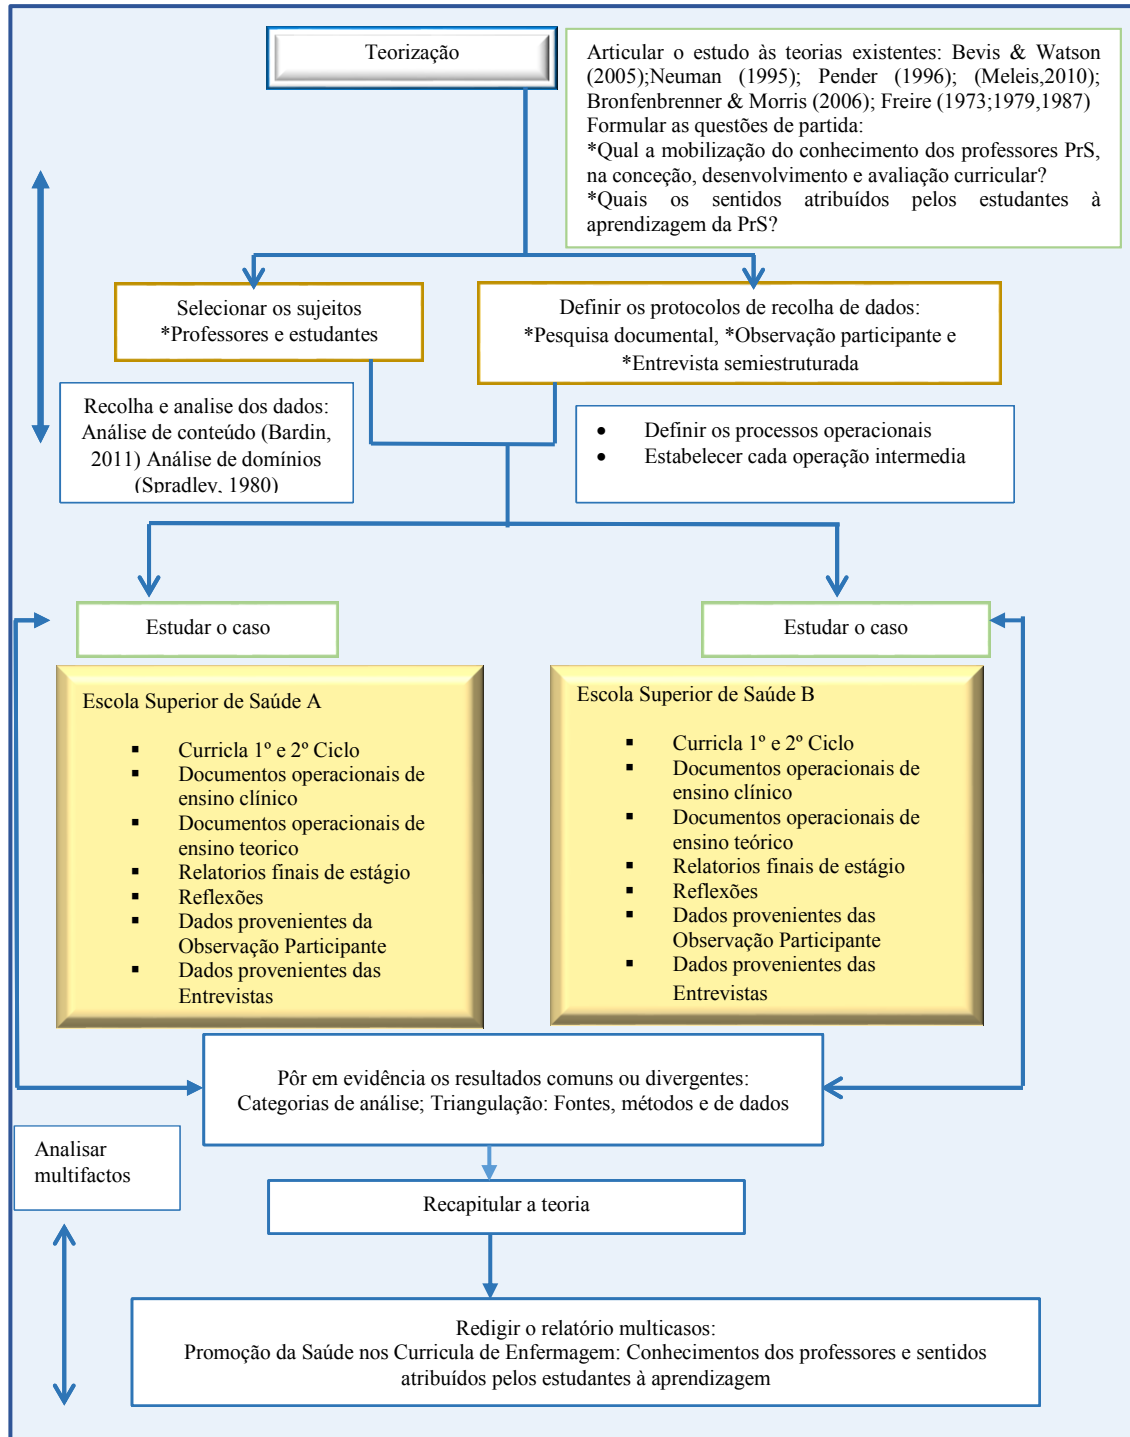 Teorização
Articular o estudo às teorias existentes: Bevis & Watson
(2005);Neuman (1995); Pender (1996); (Meleis,2010);
Bronfenbrenner & Morris (2006); Freire (1973;1979,1987)
Formular as questões de partida:
*Qual a mobilização do conhecimento dos professores PrS,
na conceção, desenvolvimento e avaliação curricular?
*Quais os sentidos atribuídos pelos estudantes à
aprendizagem da PrS?
Selecionar os sujeitos
*Professores e estudantes
Definir os protocolos de recolha de dados:
*Pesquisa documental, *Observação participante e
*Entrevista semiestruturada
Recolha e analise dos dados:
Análise de conteúdo (Bardin,
2011) Análise de domínios
(Spradley, 1980)
• Definir os processos operacionais
• Estabelecer cada operação intermedia
Estudar o caso
Estudar o caso
Escola Superior de Saúde A
▪ Curricla 1º e 2º Ciclo
▪ Documentos operacionais de
ensino clínico
▪ Documentos operacionais de
ensino teorico
▪ Relatorios finais de estágio
▪ Reflexões
▪ Dados provenientes da
Observação Participante
▪ Dados provenientes das
Entrevistas
Escola Superior de Saúde B
▪ Curricla 1º e 2º Ciclo
▪ Documentos operacionais de
ensino clínico
▪ Documentos operacionais de
ensino teórico
▪ Relatorios finais de estágio
▪ Reflexões
▪ Dados provenientes das
Observação Participante
▪ Dados provenientes das
Entrevistas
Pôr em evidência os resultados comuns ou divergentes:
Categorias de análise; Triangulação: Fontes, métodos e de dados
Analisar
multifactos
Recapitular a teoria
Redigir o relatório multicasos:
Promoção da Saúde nos Curricula de Enfermagem: Conhecimentos dos professores e sentidos
atribuídos pelos estudantes à aprendizagem